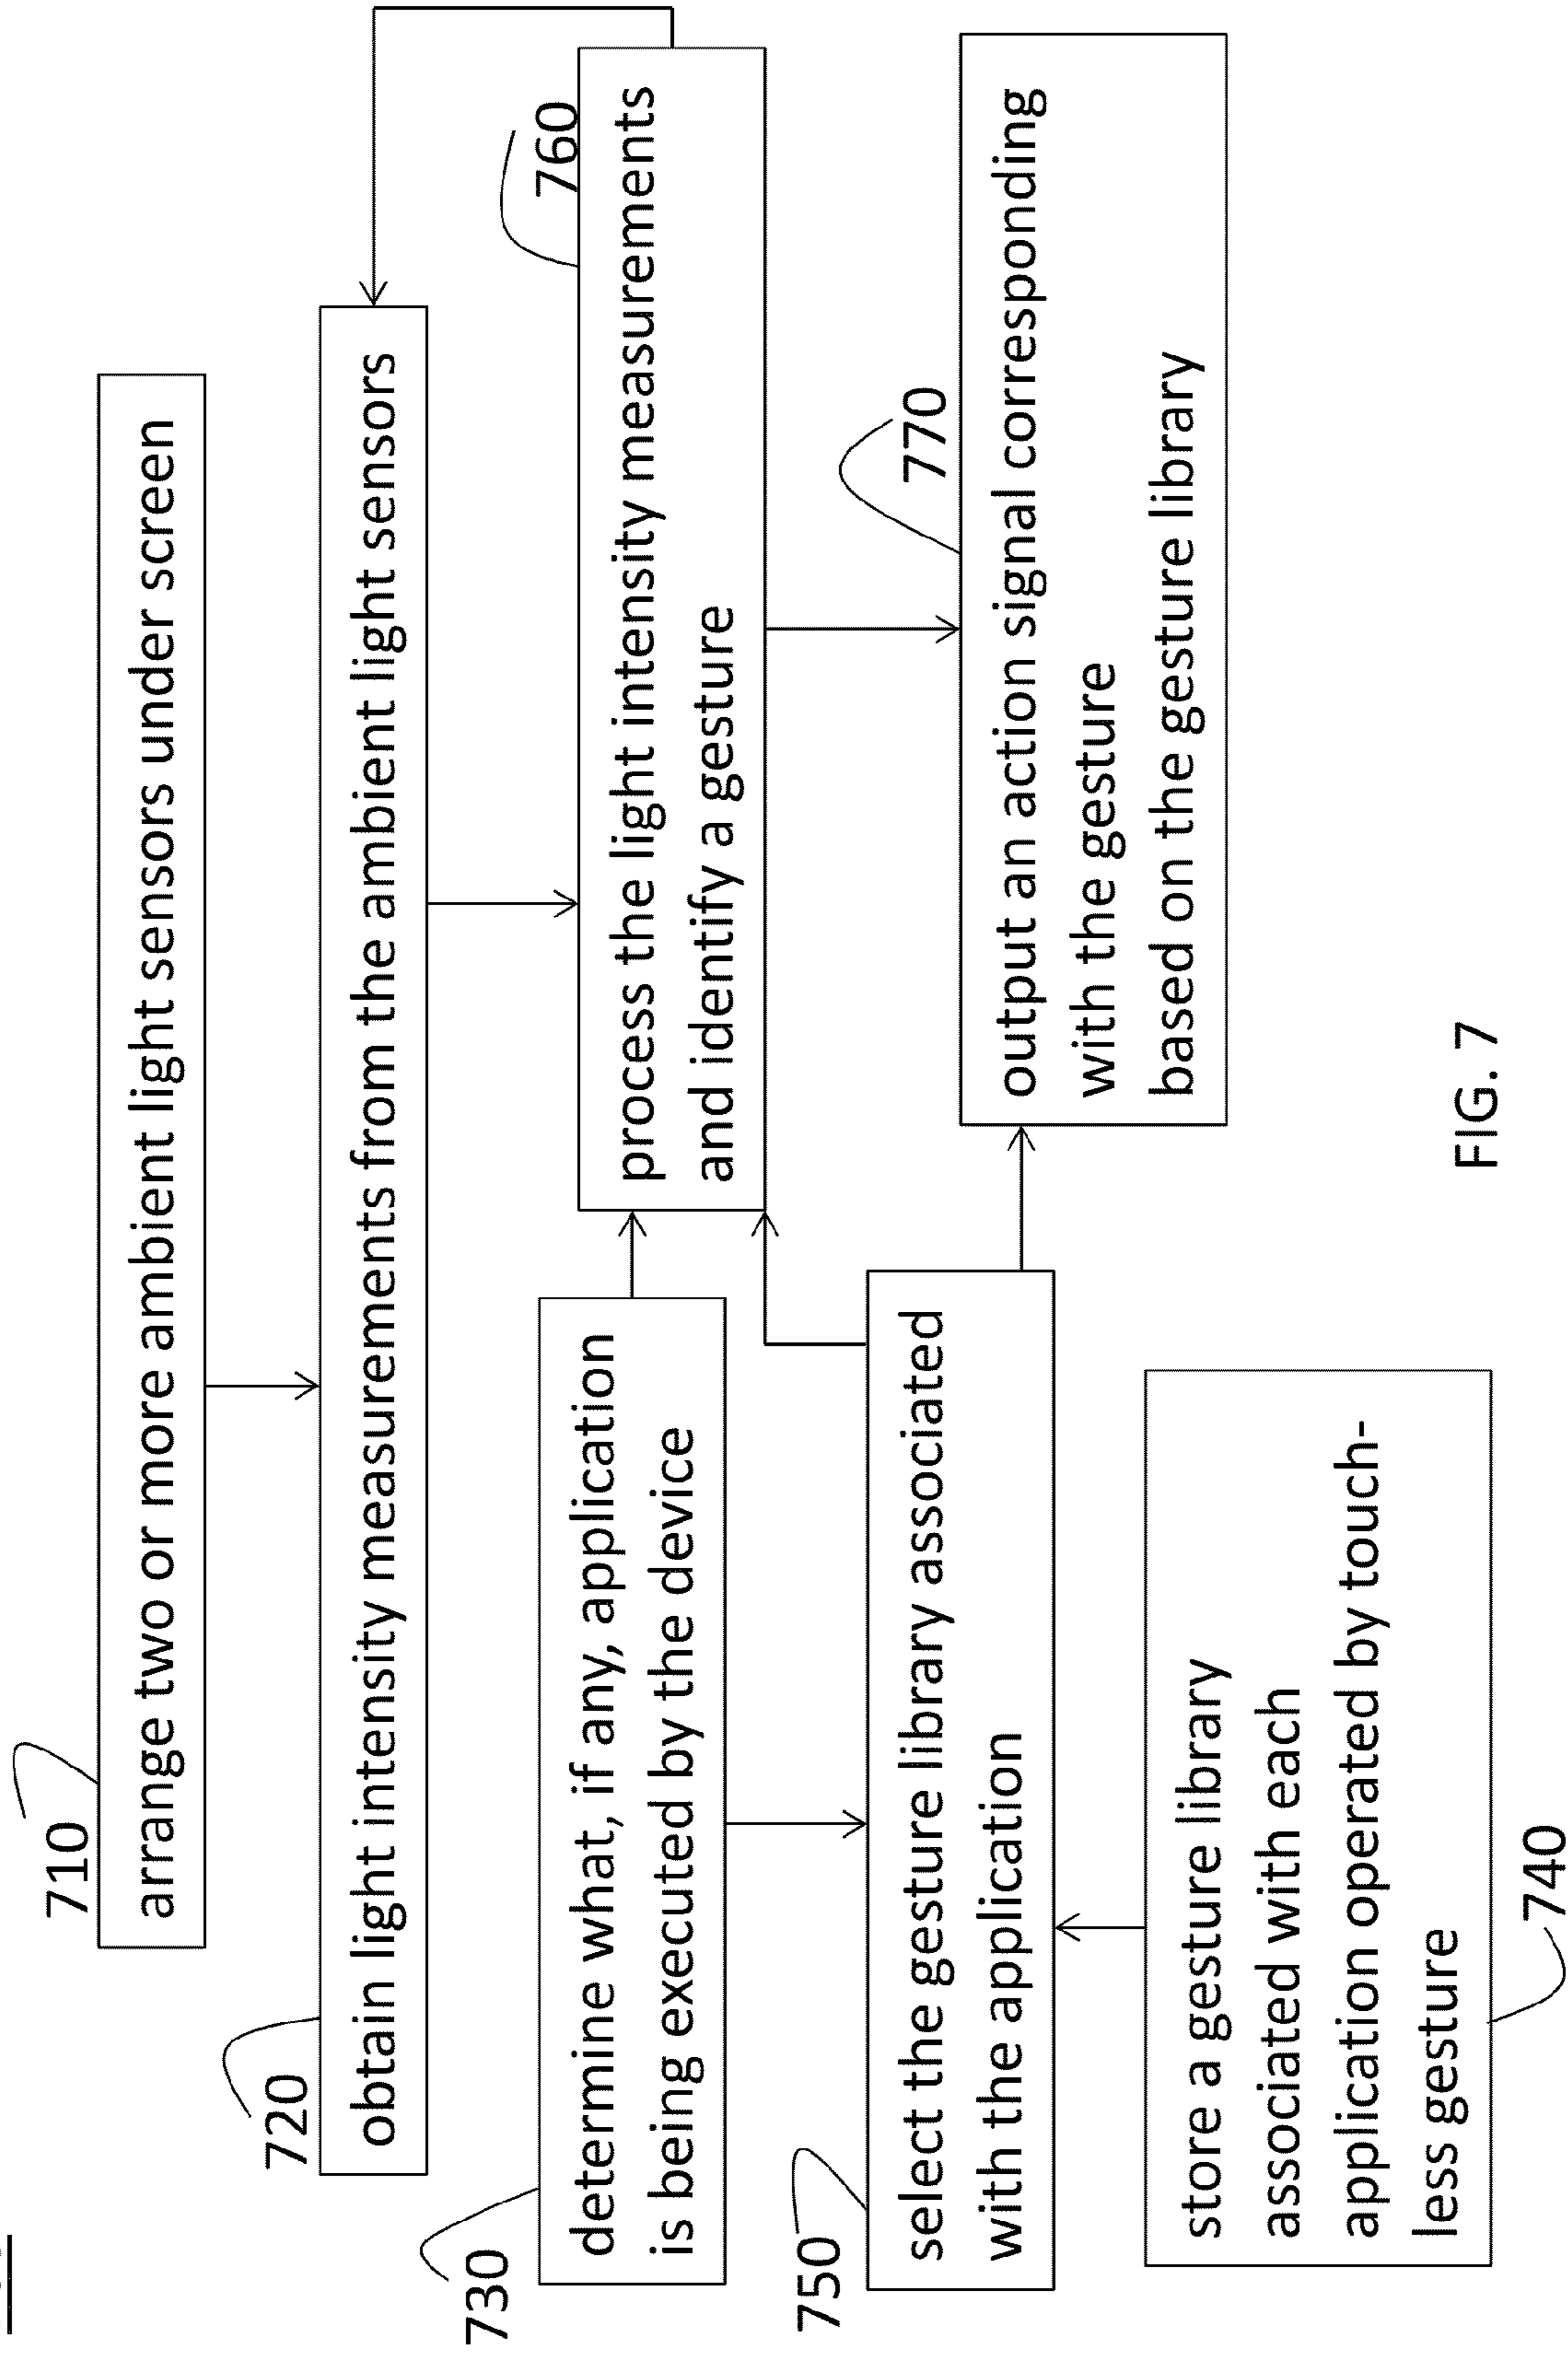 710
arrange two or more ambient light sensors under screen
720
obtain light intensity measurements from the ambient light sensors
730
determine what, if any, application
is being executed by the device
760
process the light intensity measurements
and identify a gesture
750
select the gesture library associated
with the application
770
output an action signal corresponding
with the gesture
based on the gesture library
store a gesture library
associated with each
application operated by touch-
less gesture
740
FIG. 7